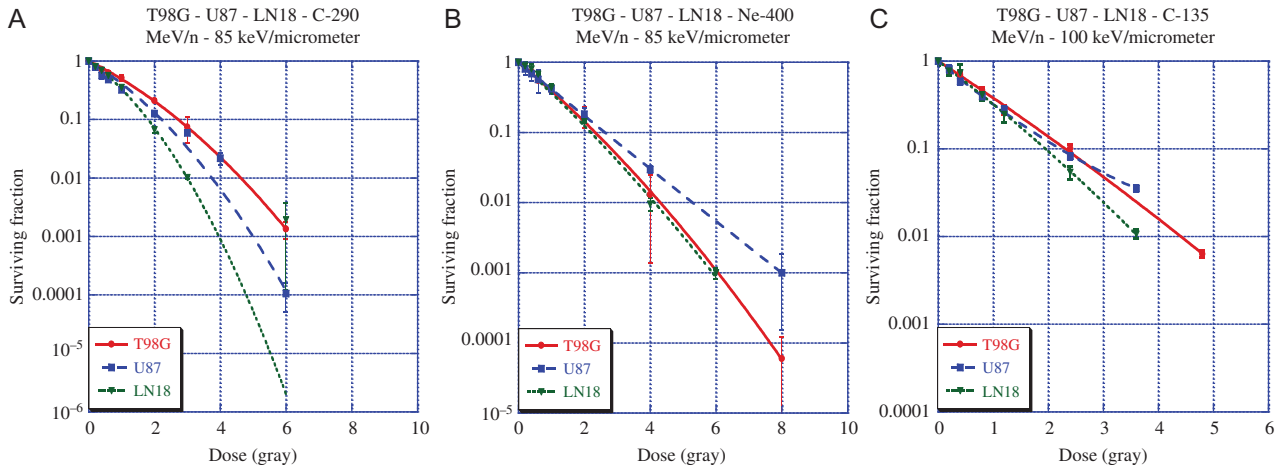 A
T98G - U87 - LN18 - C-290
MeV/n - 85 keV/micrometer
Surviving fraction
1
0.1
0.01
0.001
0.0001
10⁻⁵
10⁻⁶
T98G
U87
LN18
0 2 4 6 8 10
Dose (gray)
B
T98G - U87 - LN18 - Ne-400
MeV/n - 85 keV/micrometer
Surviving fraction
1
0.1
0.01
0.001
0.0001
10⁻⁵
T98G
U87
LN18
0 2 4 6 8 10
Dose (gray)
C
T98G - U87 - LN18 - C-135
MeV/n - 100 keV/micrometer
Surviving fraction
1
0.1
0.01
0.001
0.0001
T98G
U87
LN18
0 1 2 3 4 5 6
Dose (gray)